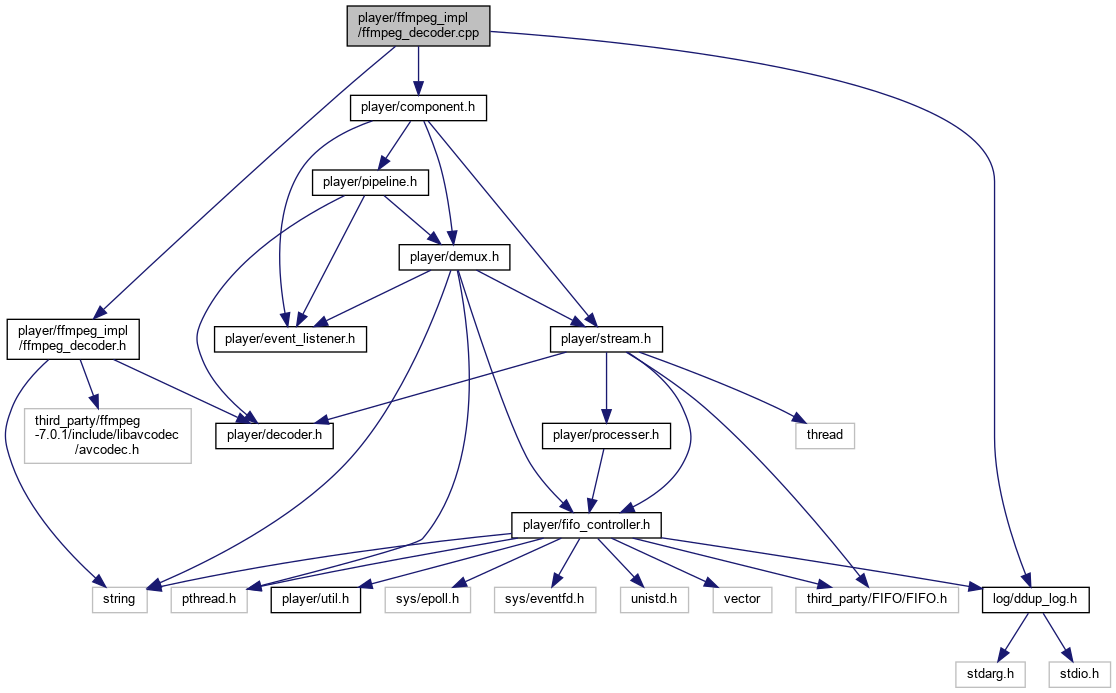 player/ffmpeg_impl
/ffmpeg_decoder.cpp
player/component.h
player/pipeline.h
player/demux.h
player/ffmpeg_impl
/ffmpeg_decoder.h
player/event_listener.h
player/stream.h
third_party/ffmpeg
-7.0.1/include/libavcodec
/avcodec.h
player/decoder.h
player/processer.h
thread
player/fifo_controller.h
string
pthread.h
player/util.h
sys/epoll.h
sys/eventfd.h
unistd.h
vector
third_party/FIFO/FIFO.h
log/ddup_log.h
stdarg.h
stdio.h